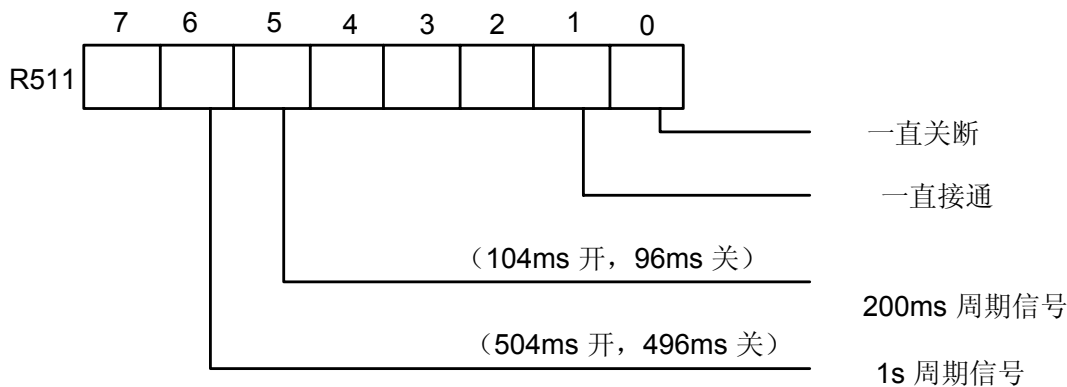 7 6 5 4 3 2 1 0
R511
一直关断
一直接通
（104ms 开，96ms 关）
200ms 周期信号
（504ms 开，496ms 关）
1s 周期信号